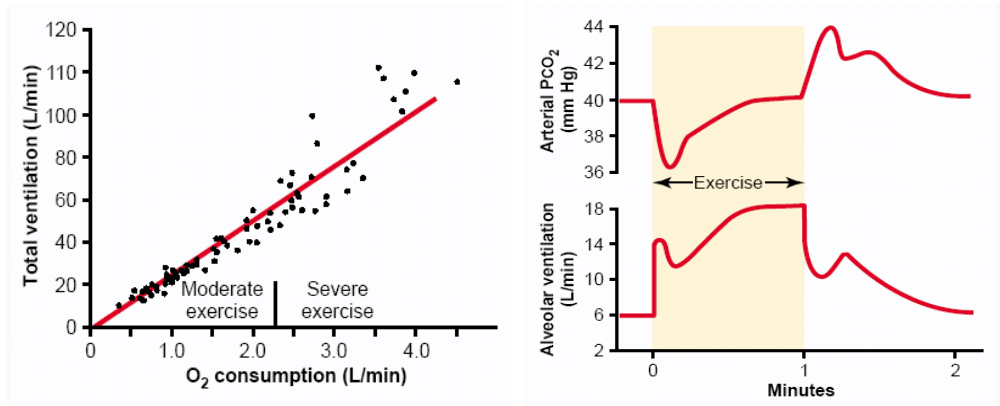 Total ventilation (L/min)
120
110
100
80
60
40
20
0
Moderate
exercise
Severe
exercise
0
1.0
2.0
3.0
4.0
O2 consumption (L/min)
Arterial PCO2
(mm Hg)
44
42
40
38
36
Exercise
Alveolar ventilation
(L/min)
18
14
10
6
2
0
1
2
Minutes